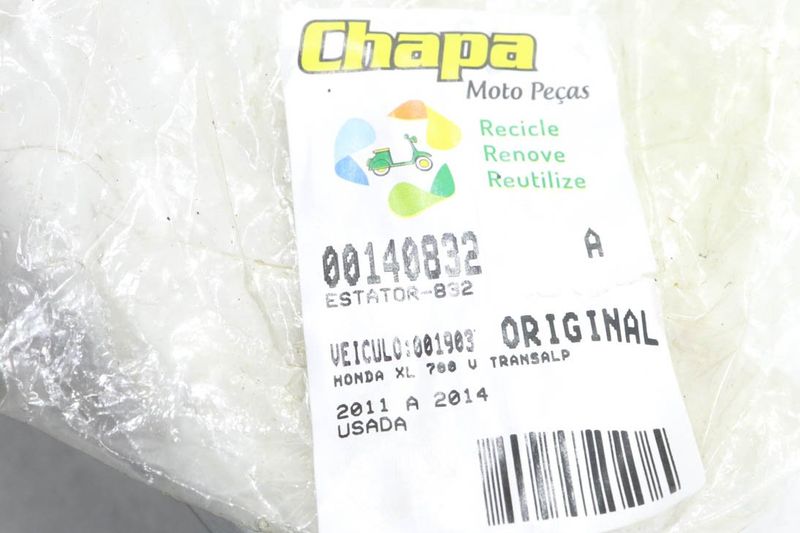 Chapa
Moto Peças
Recicle
Renove
Reutilize
00140832 A
ESTATOR-832
VEICULO:001903 ORIGINAL
HONDA XL 700 V TRANSALP
2011 A 2014
USADA